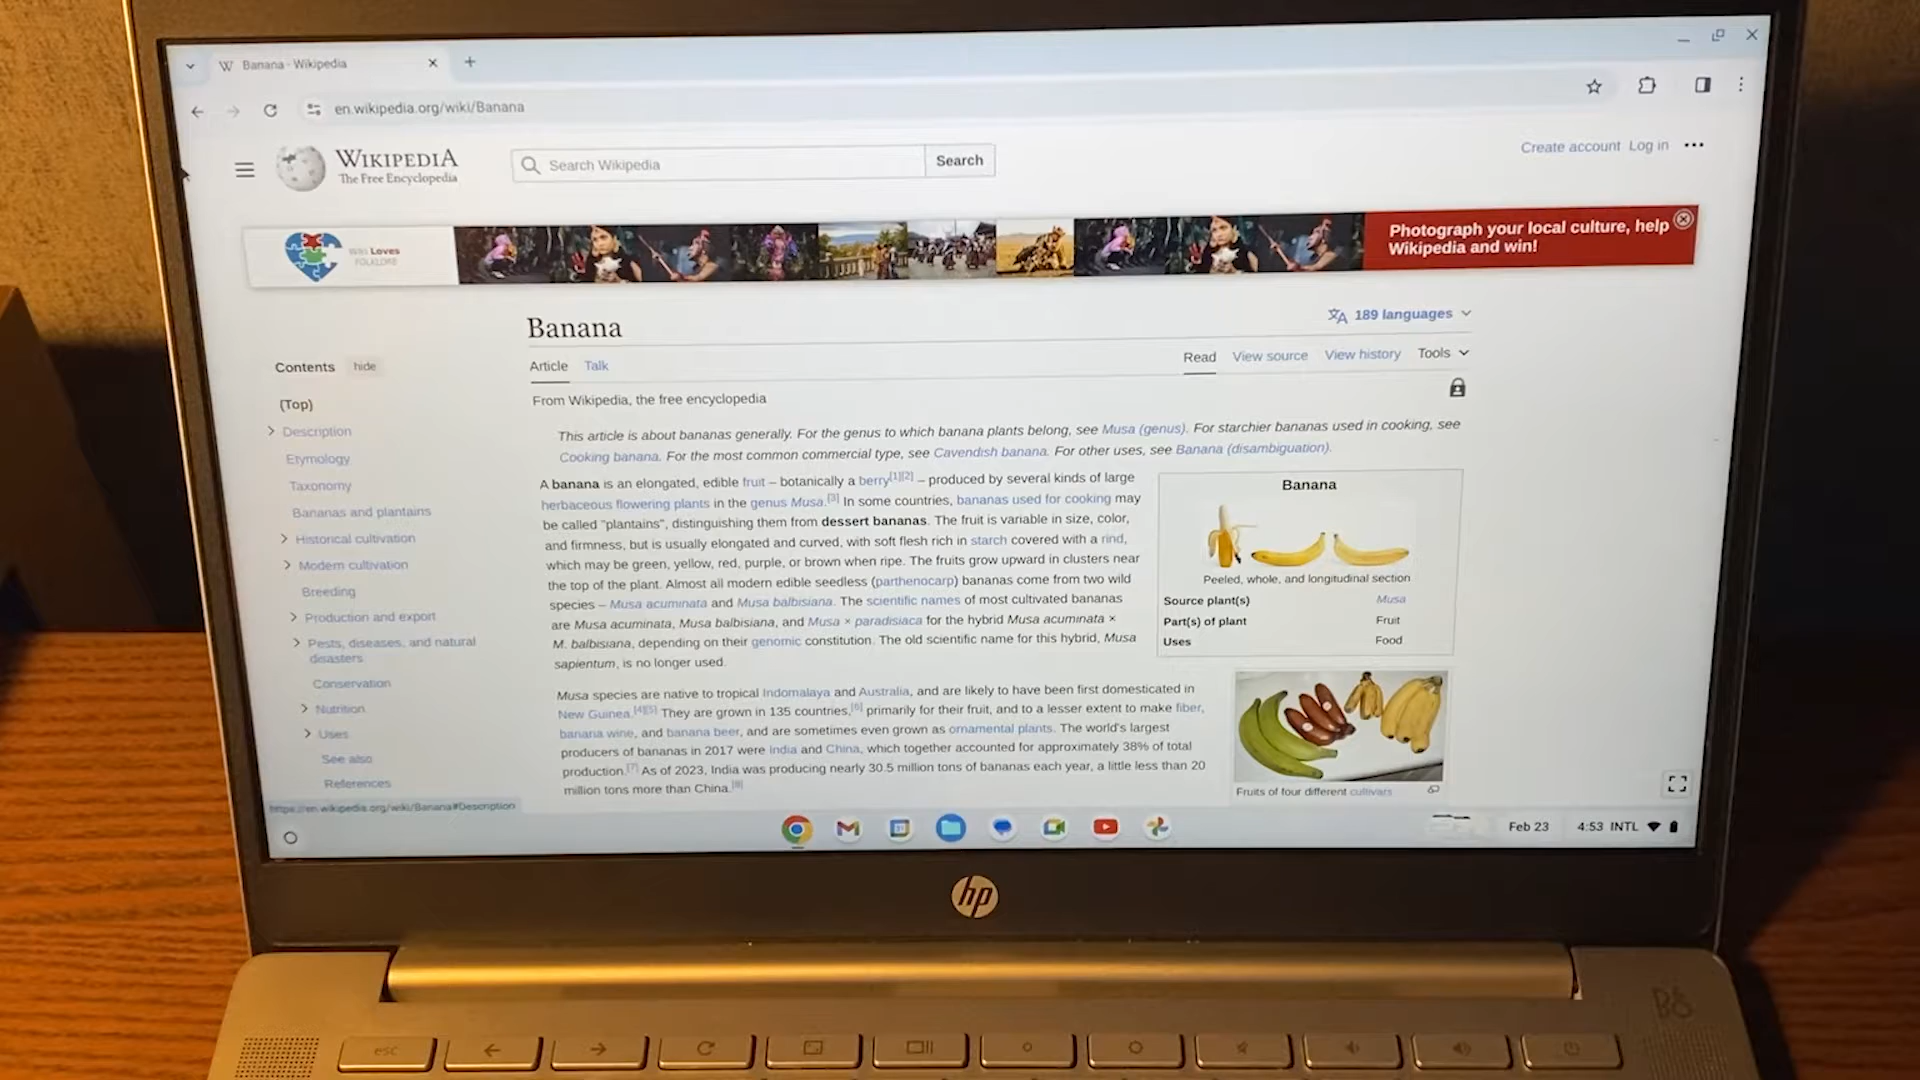 Banana - Wikipedia
en.wikipedia.org/wiki/Banana
WIKIPEDIA
The Free Encyclopedia
Search Wikipedia
Search
Create account Log in
Wiki Loves
FOLKLORE
Photograph your local culture, help
Wikipedia and win!
Banana
189 languages
Contents hide
Article Talk
Read View source View history Tools
From Wikipedia, the free encyclopedia
This article is about bananas generally. For the genus to which banana plants belong, see Musa (genus). For starchier bananas used in cooking, see
Cooking banana. For the most common commercial type, see Cavendish banana. For other uses, see Banana (disambiguation).
(Top)
Description
Etymology
Taxonomy
Bananas and plantains
Historical cultivation
Modern cultivation
Breeding
Production and export
Pests, diseases, and natural
disasters
Conservation
Nutrition
Uses
See also
References
A banana is an elongated, edible fruit – botanically a berry[1][2] – produced by several kinds of large
herbaceous flowering plants in the genus Musa.[3] In some countries, bananas used for cooking may
be called "plantains", distinguishing them from dessert bananas. The fruit is variable in size, color,
and firmness, but is usually elongated and curved, with soft flesh rich in starch covered with a rind,
which may be green, yellow, red, purple, or brown when ripe. The fruits grow upward in clusters near
the top of the plant. Almost all modern edible seedless (parthenocarp) bananas come from two wild
species – Musa acuminata and Musa balbisiana. The scientific names of most cultivated bananas
are Musa acuminata, Musa balbisiana, and Musa × paradisiaca for the hybrid Musa acuminata ×
M. balbisiana, depending on their genomic constitution. The old scientific name for this hybrid, Musa
sapientum, is no longer used.
Musa species are native to tropical Indomalaya and Australia, and are likely to have been first domesticated in
New Guinea.[4][5] They are grown in 135 countries,[6] primarily for their fruit, and to a lesser extent to make fiber,
banana wine, and banana beer, and are sometimes even grown as ornamental plants. The world's largest
producers of bananas in 2017 were India and China, which together accounted for approximately 38% of total
production.[7] As of 2023, India was producing nearly 30.5 million tons of bananas each year, a little less than 20
million tons more than China.[8]
Banana
Peeled, whole, and longitudinal section
Source plant(s) Musa
Part(s) of plant Fruit
Uses Food
Fruits of four different cultivars
https://en.wikipedia.org/wiki/Banana#Description
Feb 23 4:53 INTL
hp
B&
esc